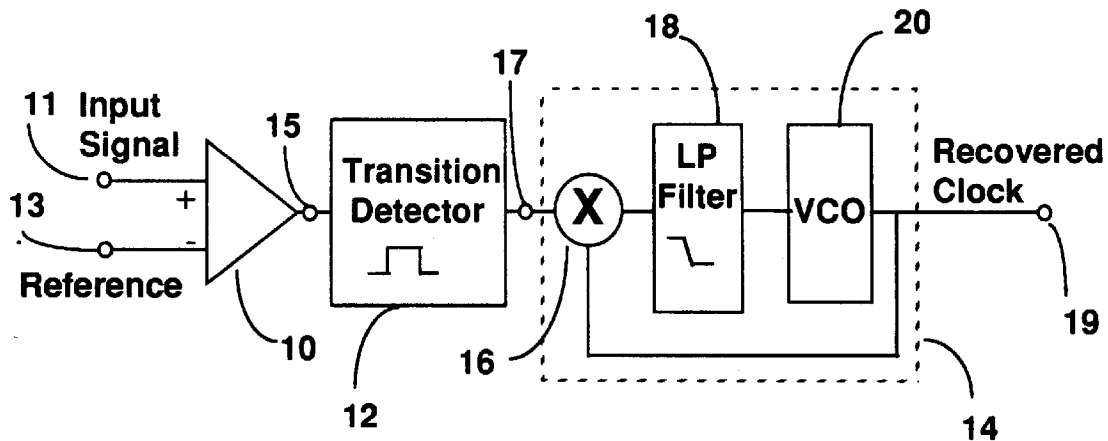 18
20
17
11 Input
Signal
15
LP
Filter
Recovered
Clock
Transition
Detector
X
VCO
+
-
13
Reference
10
16
19
12
14